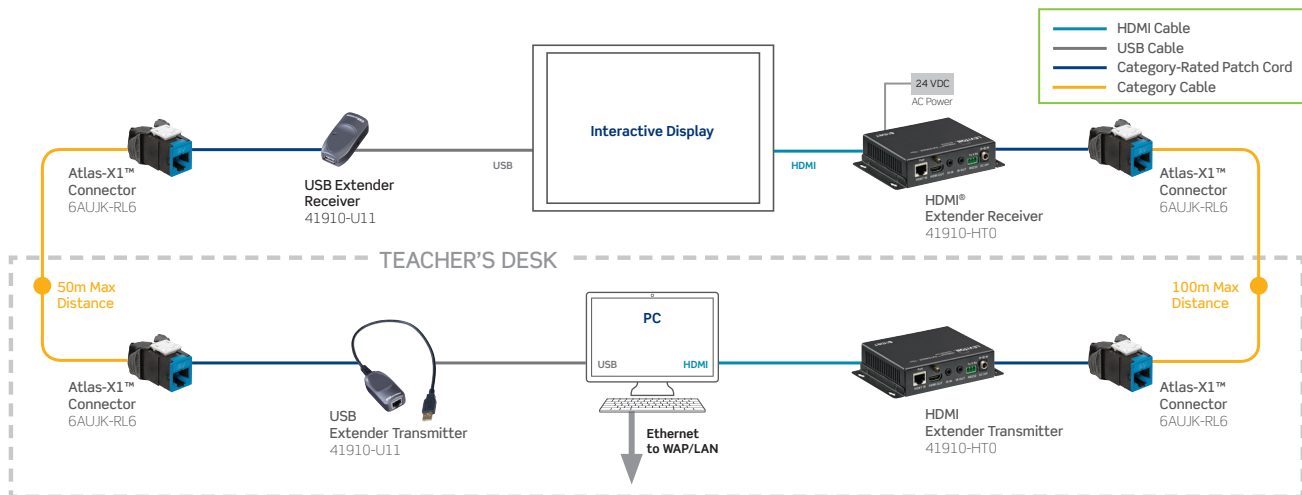 HDMI Cable
USB Cable
Category-Rated Patch Cord
Category Cable
24 VDC
AC Power
Interactive Display
USB
HDMI
Atlas-X1™
Connector
6AUJK-RL6
USB Extender
Receiver
41910-U11
HDMI®
Extender Receiver
41910-HT0
Atlas-X1™
Connector
6AUJK-RL6
TEACHER'S DESK
50m Max
Distance
100m Max
Distance
PC
USB
HDMI
Atlas-X1™
Connector
6AUJK-RL6
USB
Extender Transmitter
41910-U11
Ethernet
to WAP/LAN
HDMI
Extender Transmitter
41910-HT0
Atlas-X1™
Connector
6AUJK-RL6